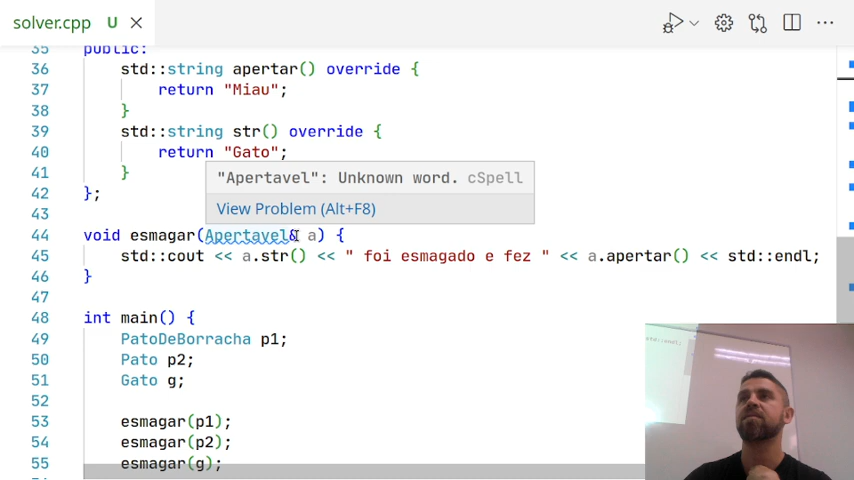 solver.cpp U
35 public:
36 std::string apertar() override {
37 return "Miau";
38 }
39 std::string str() override {
40 return "Gato";
41 }
42 };
43
44 void esmagar(Apertavel& a) {
45 std::cout << a.str() << " foi esmagado e fez " << a.apertar() << std::endl;
46 }
47
48 int main() {
49 PatoDeBorracha p1;
50 Pato p2;
51 Gato g;
52
53 esmagar(p1);
54 esmagar(p2);
55 esmagar(g);
"Apertavel": Unknown word. cSpell
View Problem (Alt+F8)